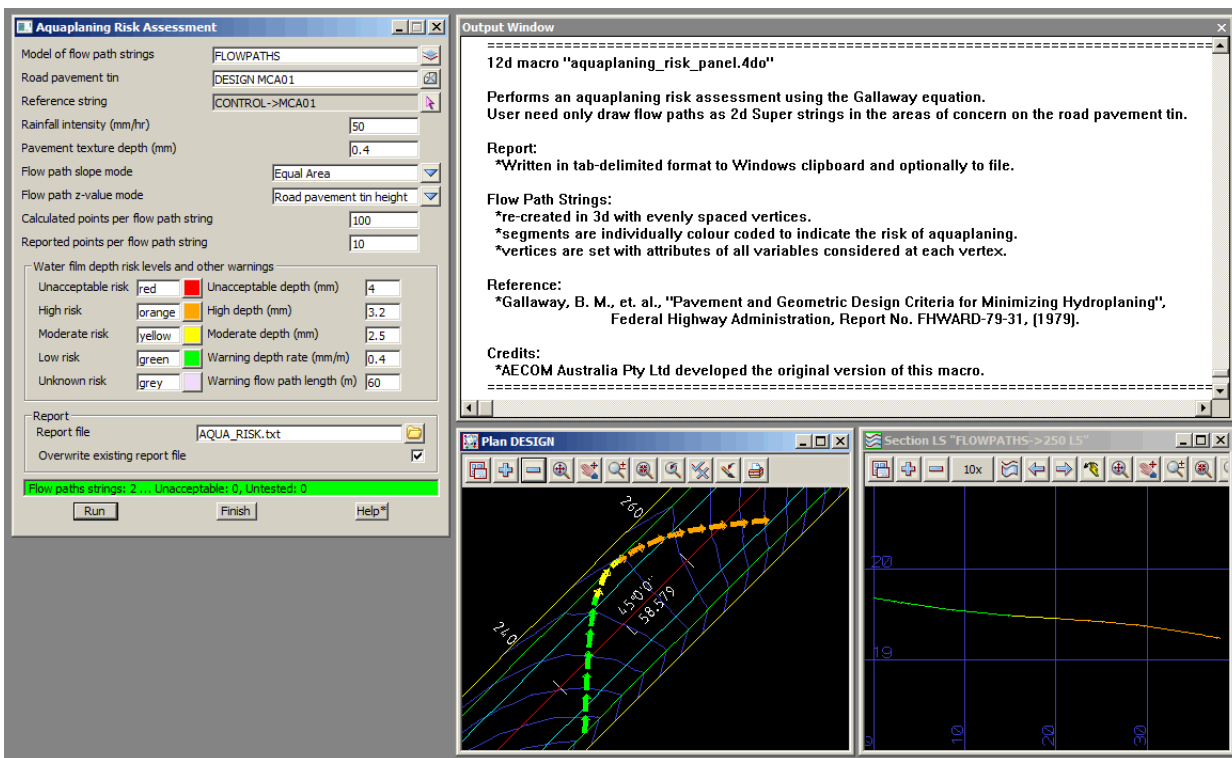 Aquaplaning Risk Assessment
Model of flow path strings FLOWPATHS
Road pavement tin DESIGN MCA01
Reference string CONTROL->MCA01
Rainfall intensity (mm/hr) 50
Pavement texture depth (mm) 0.4
Flow path slope mode Equal Area
Flow path z-value mode Road pavement tin height
Calculated points per flow path string 100
Reported points per flow path string 10
Water film depth risk levels and other warnings
Unacceptable risk red Unacceptable depth (mm) 4
High risk orange High depth (mm) 3.2
Moderate risk yellow Moderate depth (mm) 2.5
Low risk green Warning depth rate (mm/m) 0.4
Unknown risk grey Warning flow path length (m) 60
Report
Report file AQUA_RISK.txt
Overwrite existing report file
Flow paths strings: 2 ... Unacceptable: 0, Untested: 0
Run Finish Help*
Output Window
================================================================
12d macro "aquaplaning_risk_panel.4do"
Performs an aquaplaning risk assessment using the Gallaway equation.
User need only draw flow paths as 2d Super strings in the areas of concern on the road pavement tin.
Report:
*Written in tab-delimited format to Windows clipboard and optionally to file.
Flow Path Strings:
*re-created in 3d with evenly spaced vertices.
*segments are individually colour coded to indicate the risk of aquaplaning.
*vertices are set with attributes of all variables considered at each vertex.
Reference:
*Gallaway, B. M., et. al., "Pavement and Geometric Design Criteria for Minimizing Hydroplaning",
Federal Highway Administration, Report No. FHWARD-79-31, (1979).
Credits:
*AECOM Australia Pty Ltd developed the original version of this macro.
================================================================
Plan DESIGN
260
45°0'0"
L 58.579
240
Section LS "FLOWPATHS->250 L5"
10x
20
19
0 10 20 30